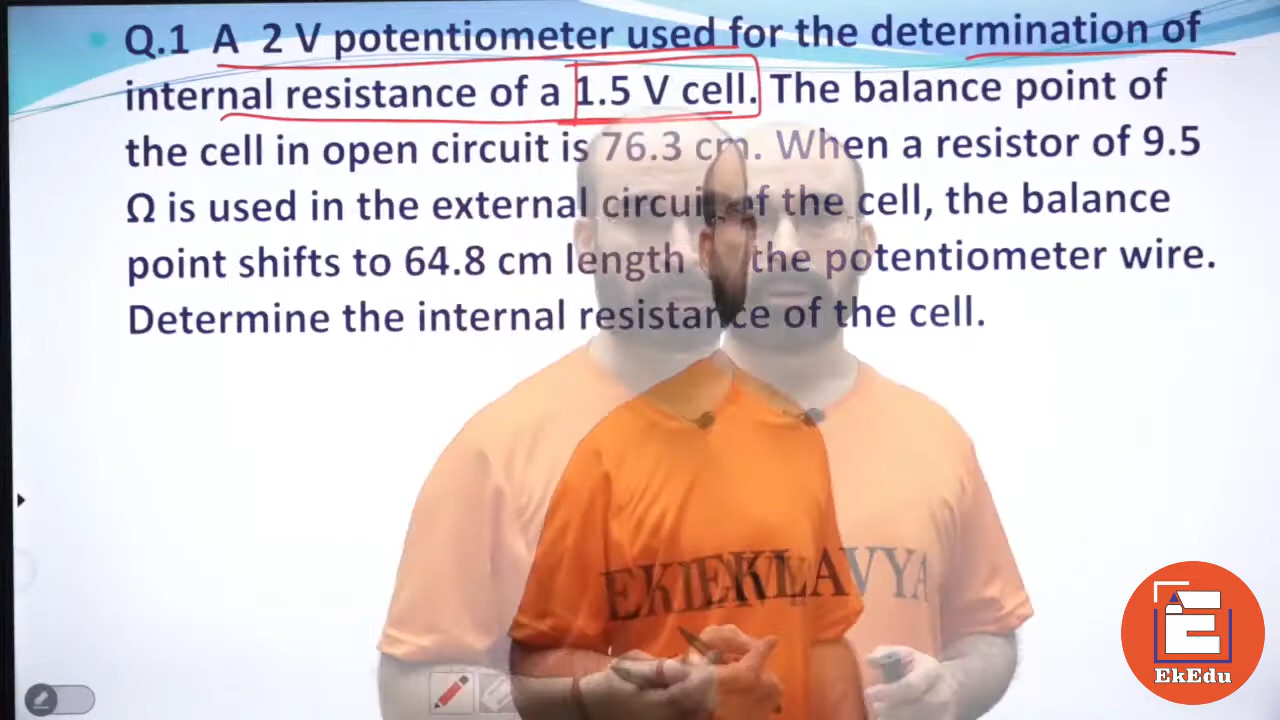 Q.1 A 2 V potentiometer used for the determination of
internal resistance of a 1.5 V cell. The balance point of
the cell in open circuit is 76.3 cm. When a resistor of 9.5
Ω is used in the external circuit of the cell, the balance
point shifts to 64.8 cm length the potentiometer wire.
Determine the internal resistance of the cell.
EKLAVYA
E
EkEdu